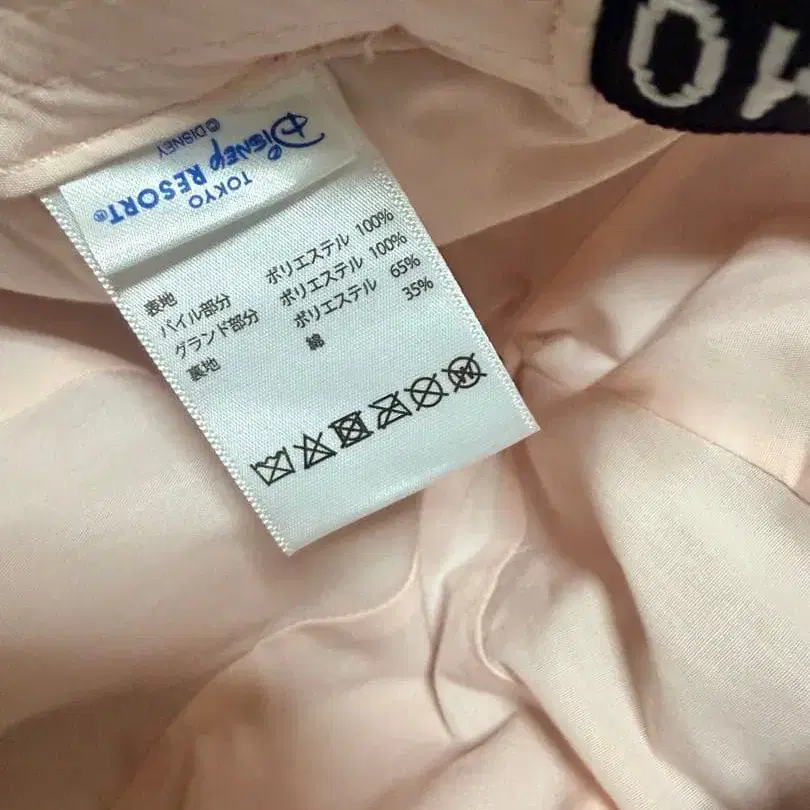 TOKYO
Disney RESORT®
© DISNEY
表地
パイル部分 ポリエステル 100%
グランド部分 ポリエステル 100%
裏地 ポリエステル 65%
綿 35%